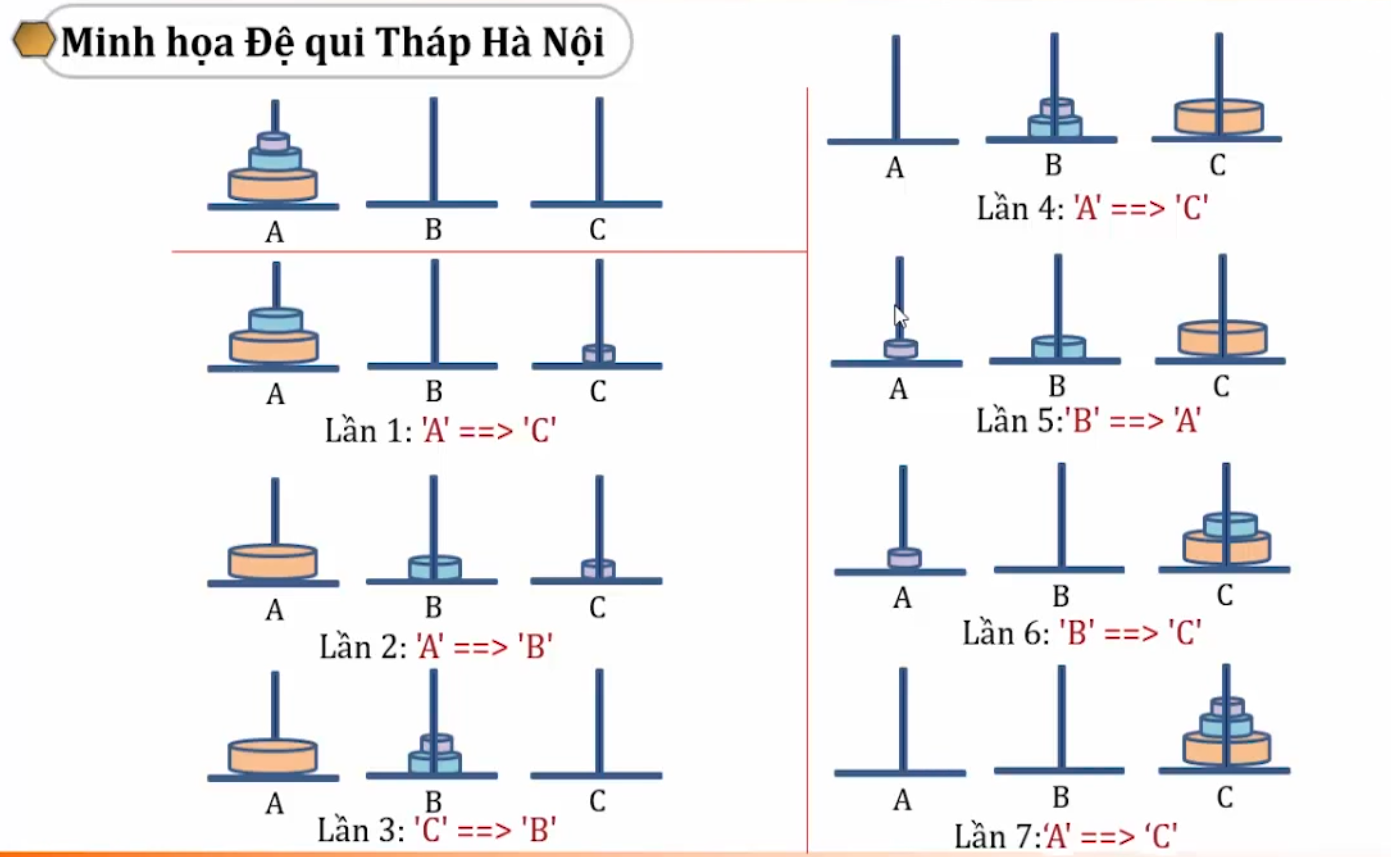 Minh họa Đệ qui Tháp Hà Nội
A B C
A B C
Lần 1: 'A' ==> 'C'
A B C
Lần 2: 'A' ==> 'B'
A B C
Lần 3: 'C' ==> 'B'
A B C
Lần 4: 'A' ==> 'C'
A B C
Lần 5:'B' ==> 'A'
A B C
Lần 6: 'B' ==> 'C'
A B C
Lần 7:‘A' ==> ‘C'